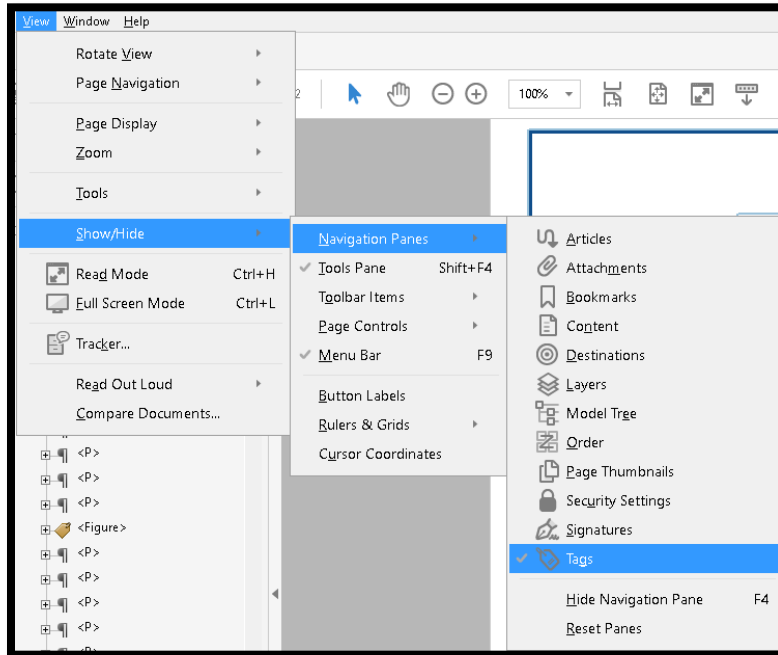 View Window Help
2
100%
Rotate View
Page Navigation
Page Display
Zoom
Tools
Show/Hide
Read Mode Ctrl+H
Full Screen Mode Ctrl+L
Tracker...
Read Out Loud
Compare Documents...
Navigation Panes
Tools Pane Shift+F4
Toolbar Items
Page Controls
Menu Bar F9
Button Labels
Rulers & Grids
Cursor Coordinates
Articles
Attachments
Bookmarks
Content
Destinations
Layers
Model Tree
Order
Page Thumbnails
Security Settings
Signatures
Tags
Hide Navigation Pane F4
Reset Panes
<P>
<P>
<P>
<Figure>
<P>
<P>
<P>
<P>